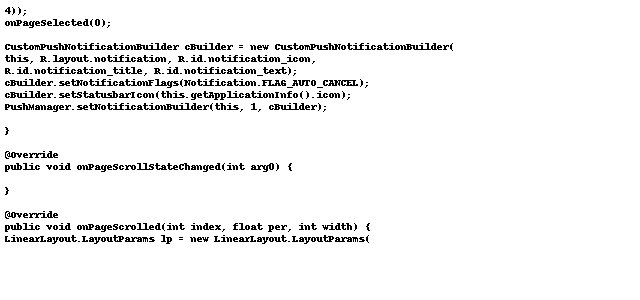 4));
onPageSelected(0);

CustomPushNotificationBuilder cBuilder = new CustomPushNotificationBuilder(
this, R.layout.notification, R.id.notification_icon,
R.id.notification_title, R.id.notification_text);
cBuilder.setNotificationFlags(Notification.FLAG_AUTO_CANCEL);
cBuilder.setStatusbarIcon(this.getApplicationInfo().icon);
PushManager.setNotificationBuilder(this, 1, cBuilder);

}

@Override
public void onPageScrollStateChanged(int arg0) {

}

@Override
public void onPageScrolled(int index, float per, int width) {
LinearLayout.LayoutParams lp = new LinearLayout.LayoutParams(